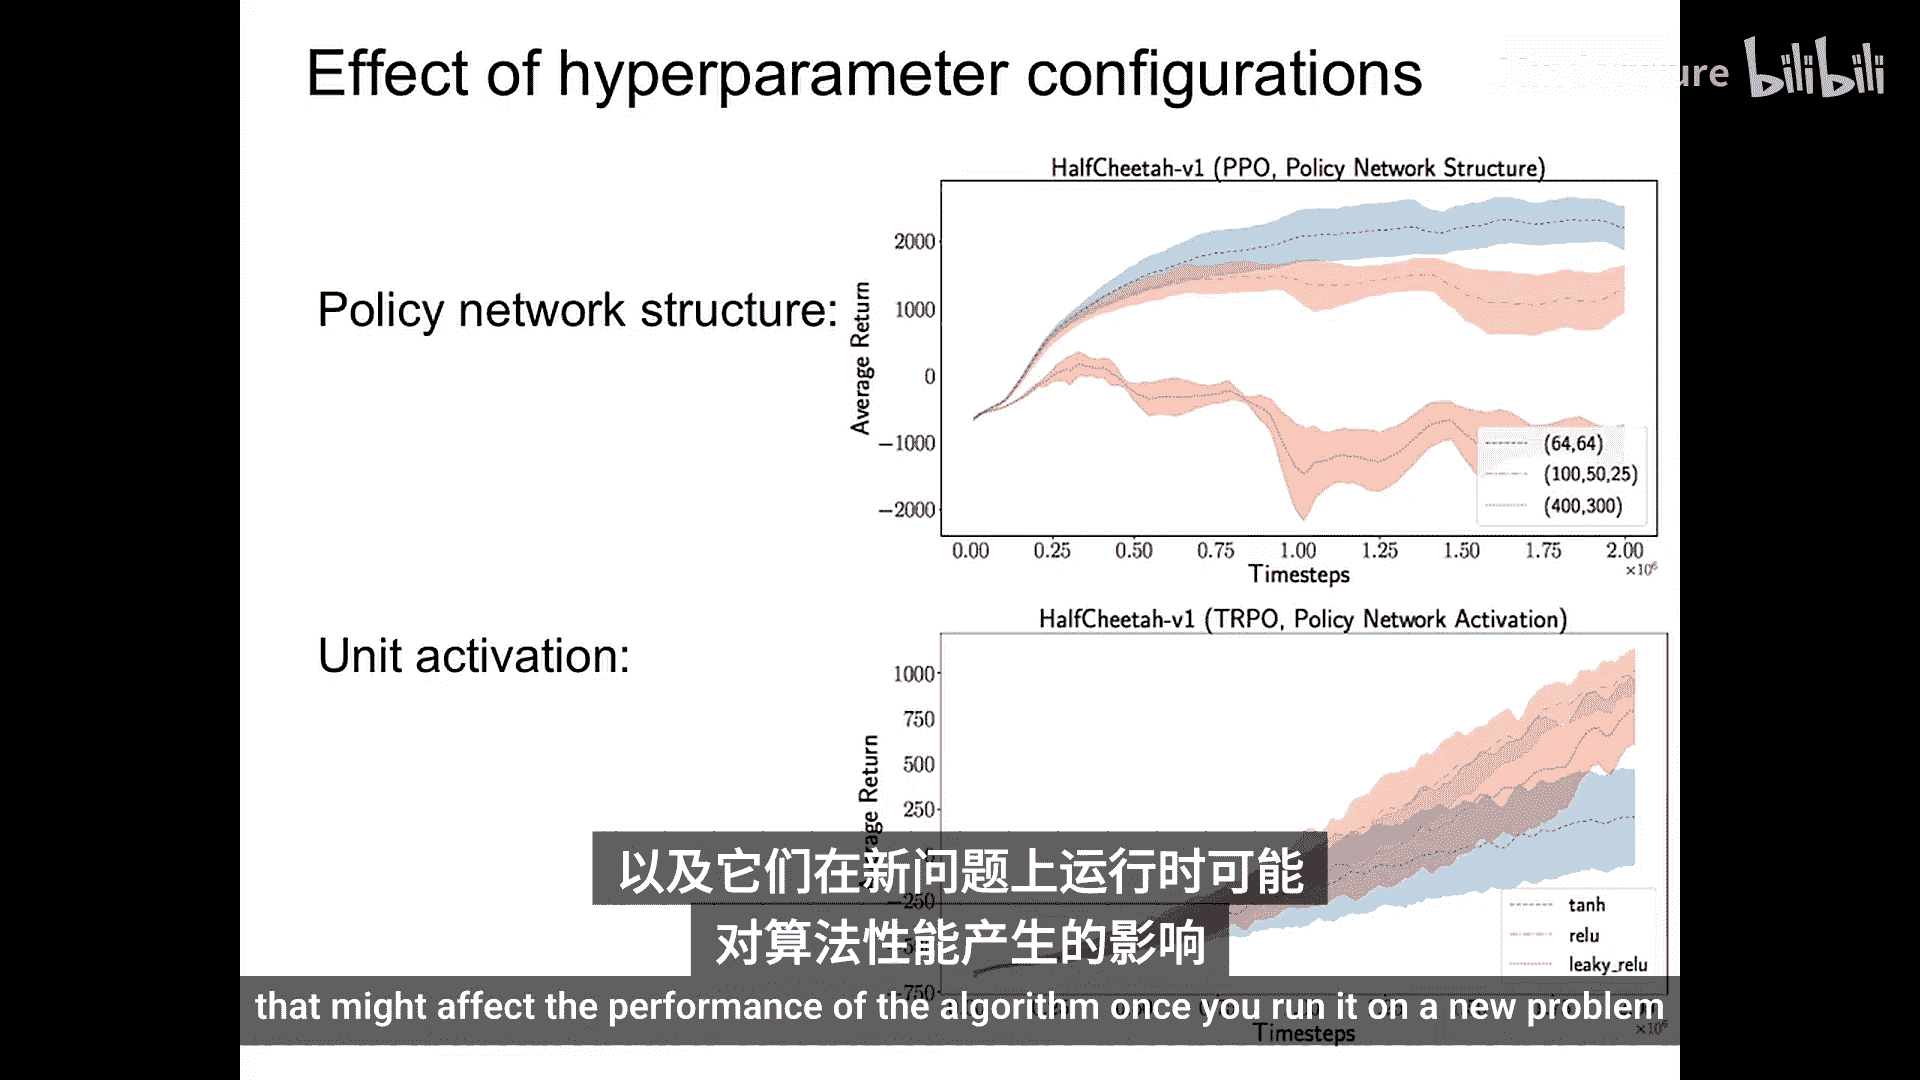 Effect of hyperparameter configurations
ure bilibili
HalfCheetah-v1 (PPO, Policy Network Structure)
Policy network structure:
Average Return
2000
1000
0
−1000
−2000
(64,64)
(100,50,25)
(400,300)
0.00 0.25 0.50 0.75 1.00 1.25 1.50 1.75 2.00
Timesteps
×10⁶
HalfCheetah-v1 (TRPO, Policy Network Activation)
Unit activation:
1000
750
500
250
−250
−750
tanh
relu
leaky_relu
以及它们在新问题上运行时可能
对算法性能产生的影响
that might affect the performance of the algorithm once you run it on a new problem
Timesteps
×10⁶